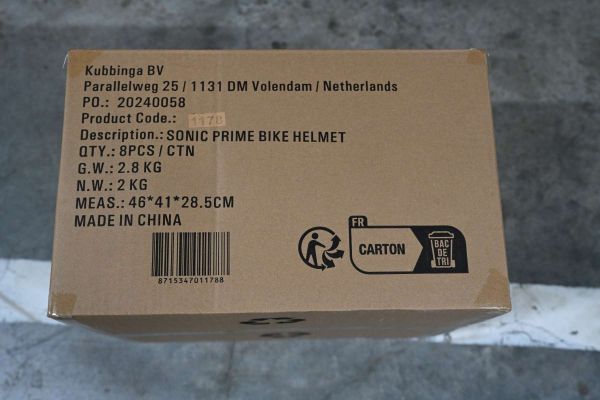 Kubbinga BV
Parallelweg 25 / 1131 DM Volendam / Netherlands
PO.: 20240058
Product Code.: 1178
Description.: SONIC PRIME BIKE HELMET
QTY.: 8PCS / CTN
G.W.: 2.8 KG
N.W.: 2 KG
MEAS.: 46*41*28.5CM
MADE IN CHINA
8715347011788
FR
CARTON
BAC
DE
TRI